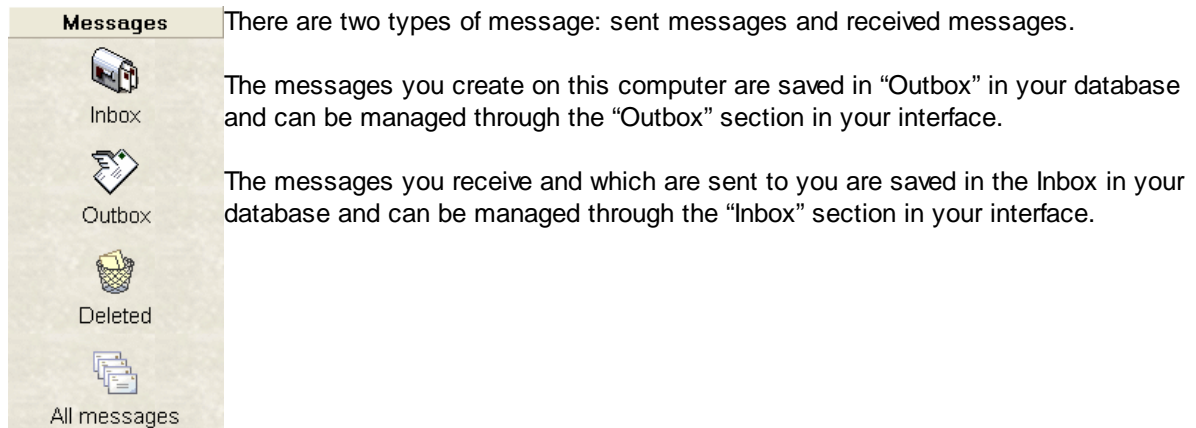 Messages
Inbox
Outbox
Deleted
All messages
There are two types of message: sent messages and received messages.
The messages you create on this computer are saved in “Outbox” in your database
and can be managed through the “Outbox” section in your interface.
The messages you receive and which are sent to you are saved in the Inbox in your
database and can be managed through the “Inbox” section in your interface.